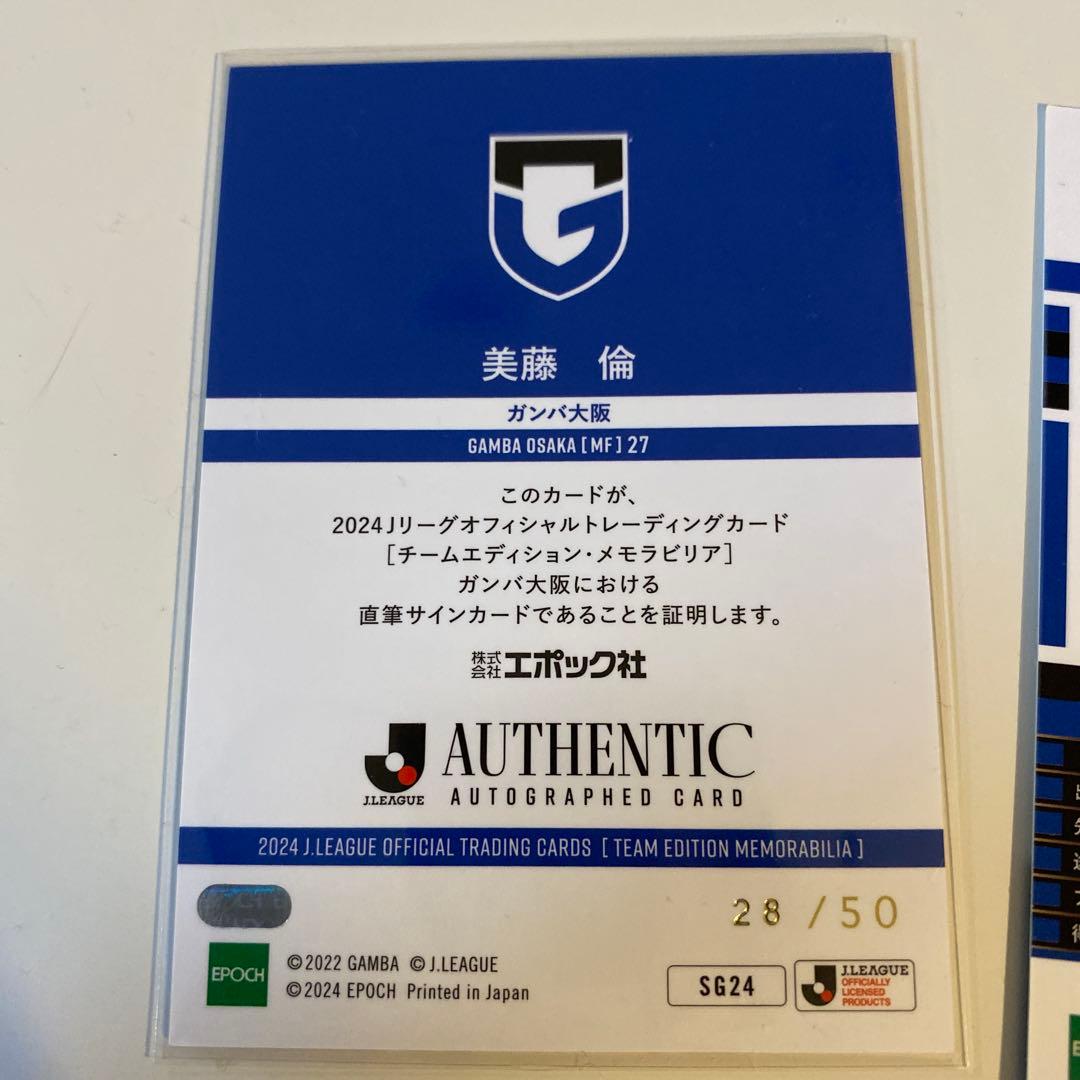 美藤 倫
ガンバ大阪
GAMBA OSAKA [MF] 27
このカードが、
2024Jリーグオフィシャルトレーディングカード
[チームエディション・メモラビリア]
ガンバ大阪における
直筆サインカードであることを証明します。
株式会社エポック社
J.LEAGUE
AUTHENTIC
AUTOGRAPHED CARD
2024 J.LEAGUE OFFICIAL TRADING CARDS [ TEAM EDITION MEMORABILIA ]
28 /50
EPOCH
©2022 GAMBA ©J.LEAGUE
©2024 EPOCH Printed in Japan
SG24
J.LEAGUE
OFFICIALLY
LICENSED
PRODUCTS